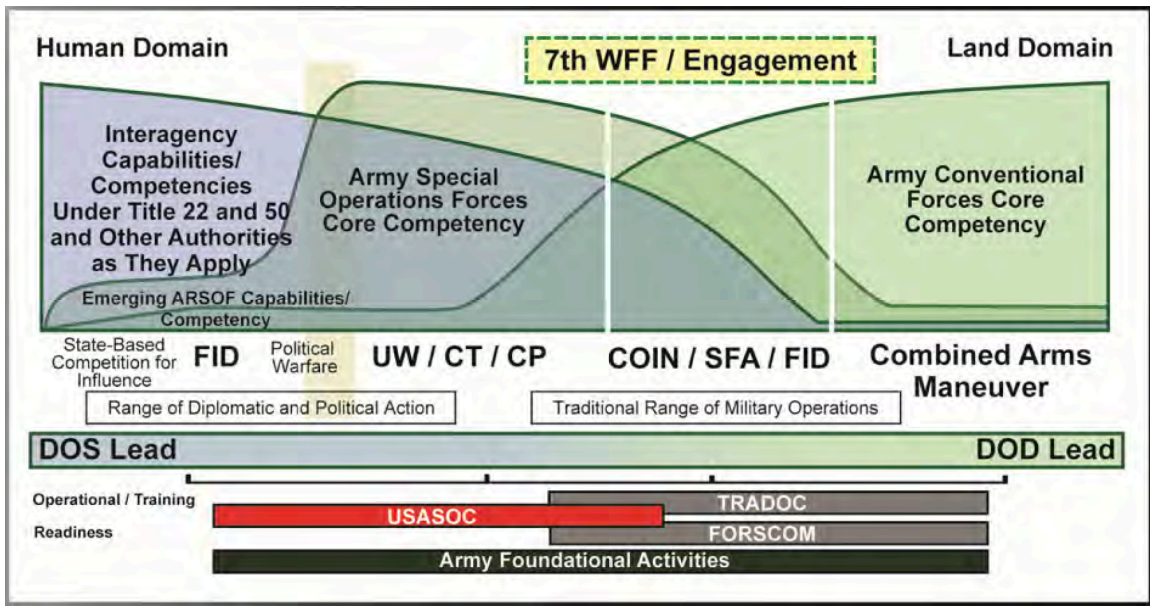 Human Domain
7th WFF / Engagement
Land Domain
Interagency
Capabilities/
Competencies
Under Title 22 and 50
and Other Authorities
as They Apply
Army Special
Operations Forces
Core Competency
Army Conventional
Forces Core
Competency
Emerging ARSOF Capabilities/
Competency
State-Based
Competition for
Influence
FID
Political
Warfare
UW / CT / CP
COIN / SFA / FID
Combined Arms
Maneuver
Range of Diplomatic and Political Action
Traditional Range of Military Operations
DOS Lead
DOD Lead
Operational / Training
TRADOC
USASOC
Readiness
FORSCOM
Army Foundational Activities